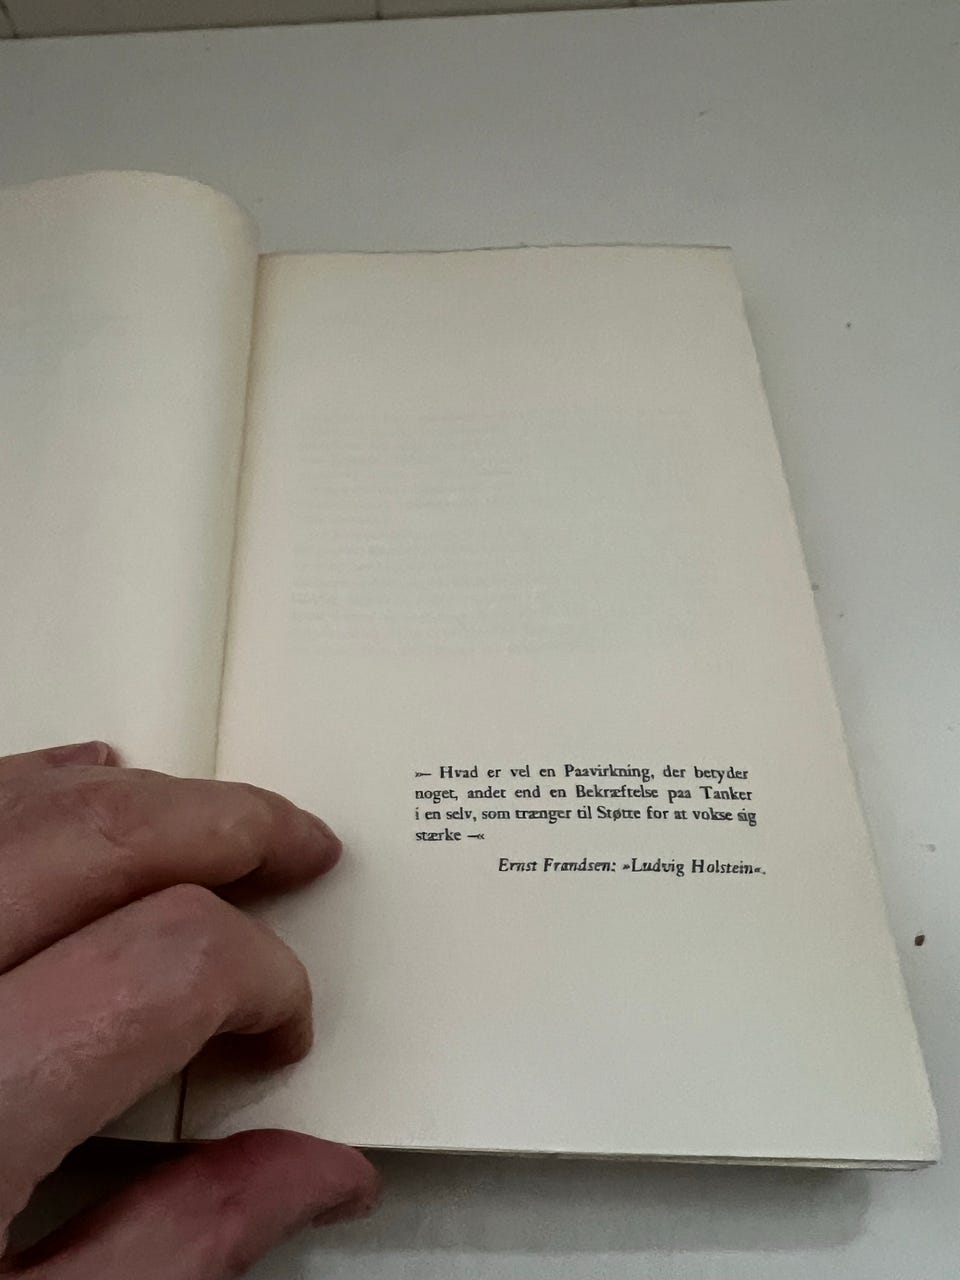 »— Hvad er vel en Paavirkning, der betyder
noget, andet end en Bekræftelse paa Tanker
i en selv, som trænger til Støtte for at vokse sig
stærke —«
Ernst Frandsen: »Ludvig Holstein«.